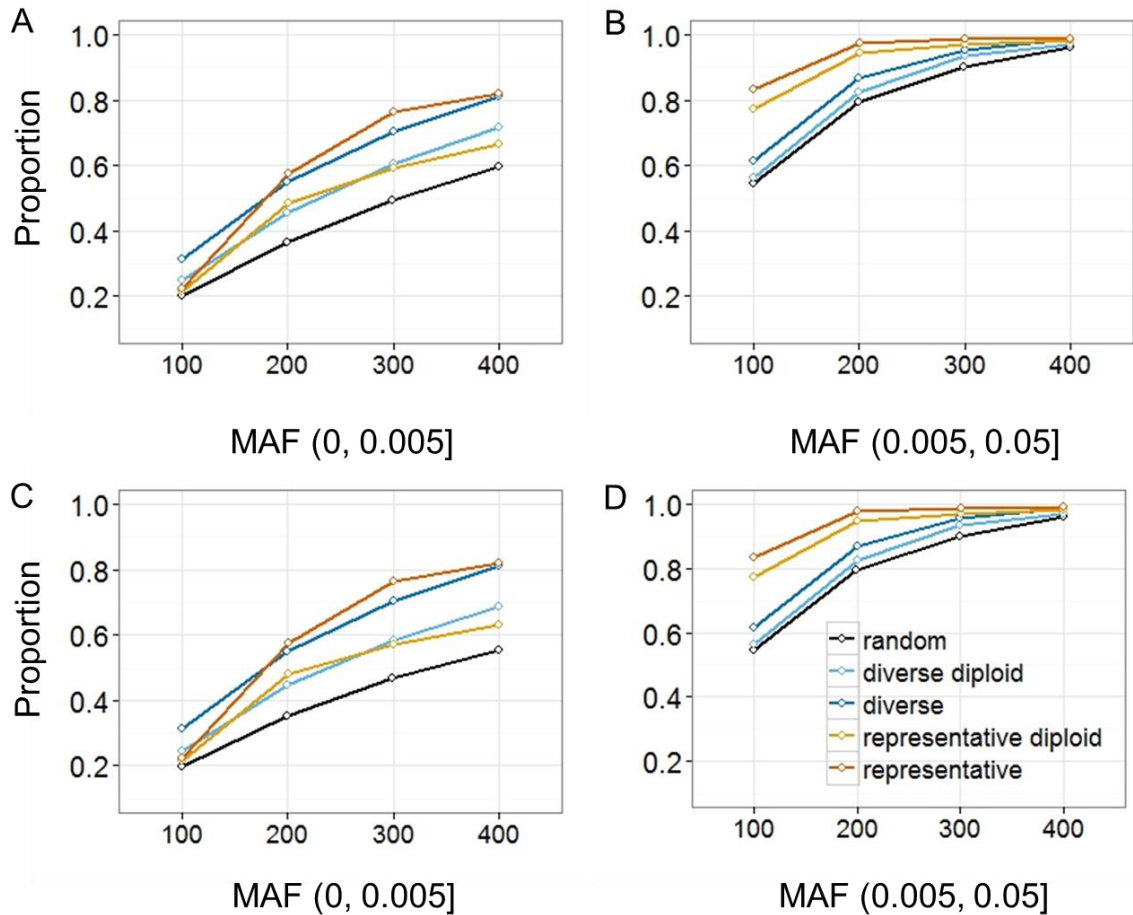 A
Proportion
1.0
0.8
0.6
0.4
0.2
100 200 300 400
MAF (0, 0.005]
B
1.0
0.8
0.6
0.4
0.2
100 200 300 400
MAF (0.005, 0.05]
C
Proportion
1.0
0.8
0.6
0.4
0.2
100 200 300 400
MAF (0, 0.005]
D
1.0
0.8
0.6
0.4
0.2
random
diverse diploid
diverse
representative diploid
representative
100 200 300 400
MAF (0.005, 0.05]